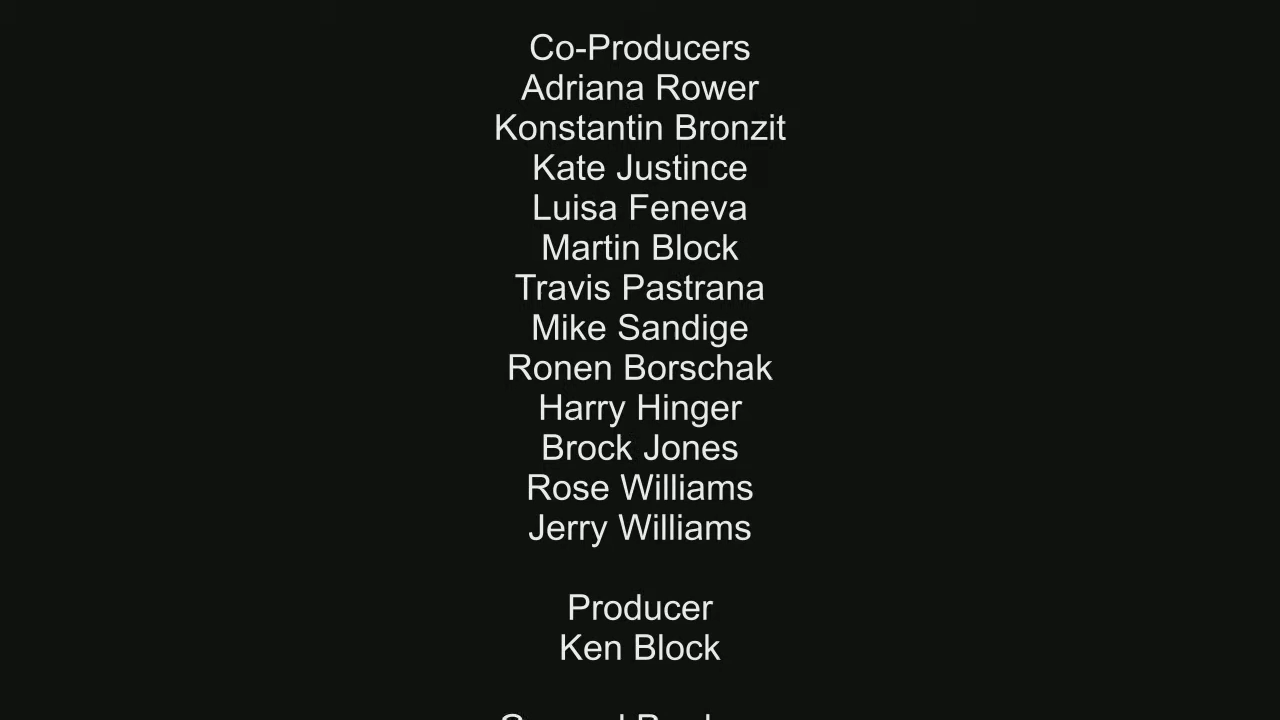 Co-Producers
Adriana Rower
Konstantin Bronzit
Kate Justince
Luisa Feneva
Martin Block
Travis Pastrana
Mike Sandige
Ronen Borschak
Harry Hinger
Brock Jones
Rose Williams
Jerry Williams
Producer
Ken Block